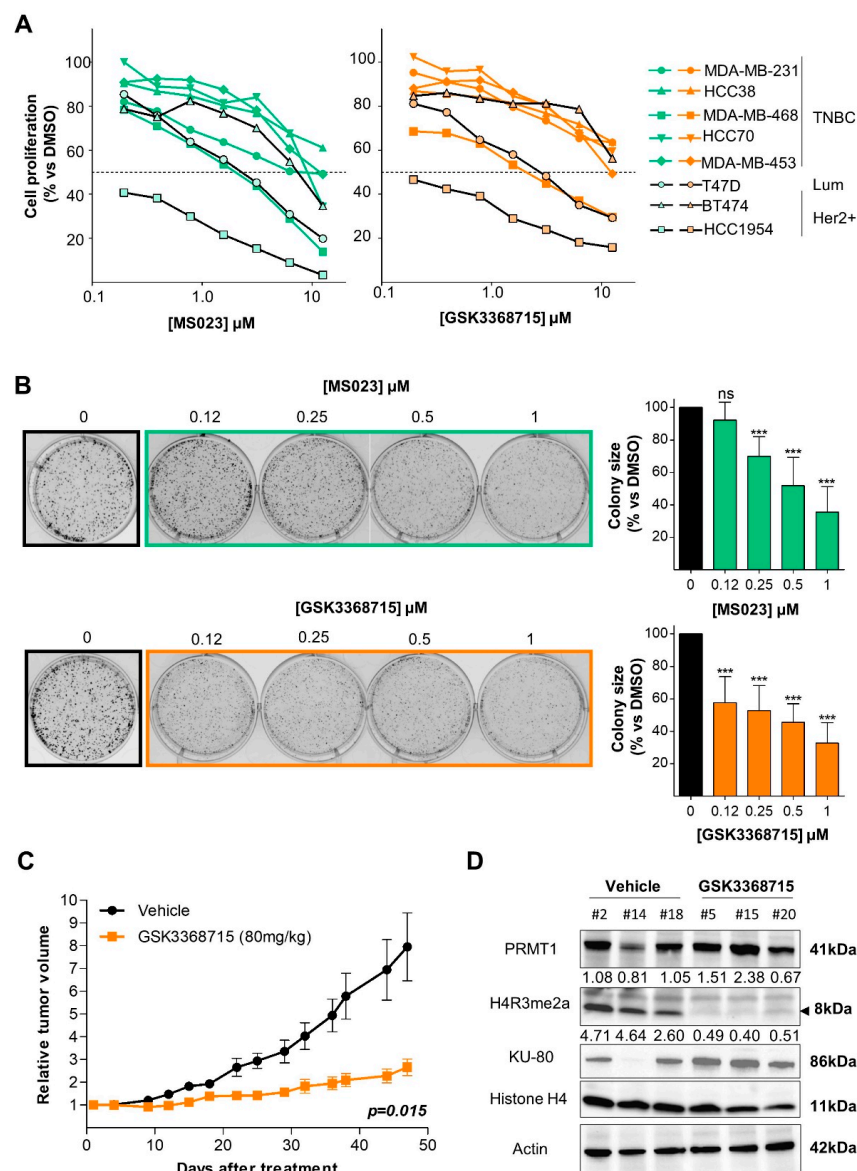 A
100
80
60
40
20
Cell proliferation
(% vs DMSO)
0.1
1.0
10
[MS023] µM
100
80
60
40
20
0.1
1.0
10
[GSK3368715] µM
MDA-MB-231
HCC38
MDA-MB-468
HCC70
MDA-MB-453
TNBC
T47D
Lum
BT474
HCC1954
Her2+
B
[MS023] µM
0
0.12
0.25
0.5
1
100
80
60
40
20
Colony size
(% vs DMSO)
ns
***
***
***
0
0.12
0.25
0.5
1
[MS023] µM
[GSK3368715] µM
0
0.12
0.25
0.5
1
100
80
60
40
20
Colony size
(% vs DMSO)
***
***
***
***
0
0.12
0.25
0.5
1
[GSK3368715] µM
C
10
9
8
7
6
5
4
3
2
1
Relative tumor volume
Vehicle
GSK3368715 (80mg/kg)
p=0.015
0
10
20
30
40
50
Days after treatment
D
Vehicle GSK3368715
#2 #14 #18 #5 #15 #20
PRMT1 41kDa
1.08 0.81 1.05 1.51 2.38 0.67
H4R3me2a 8kDa
4.71 4.64 2.60 0.49 0.40 0.51
KU-80 86kDa
Histone H4 11kDa
Actin 42kDa